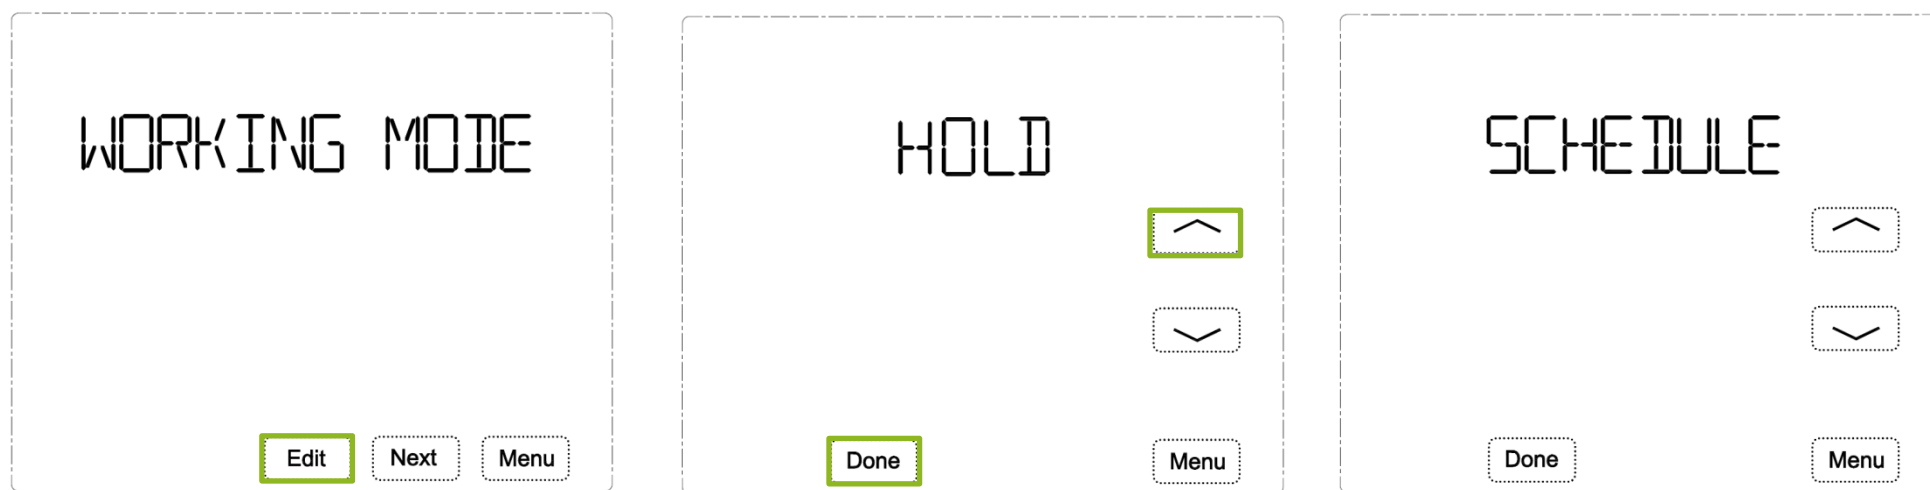 WORKING MODE
Edit Next Menu
HOLD
Done Menu
SCHEDULE
Done Menu